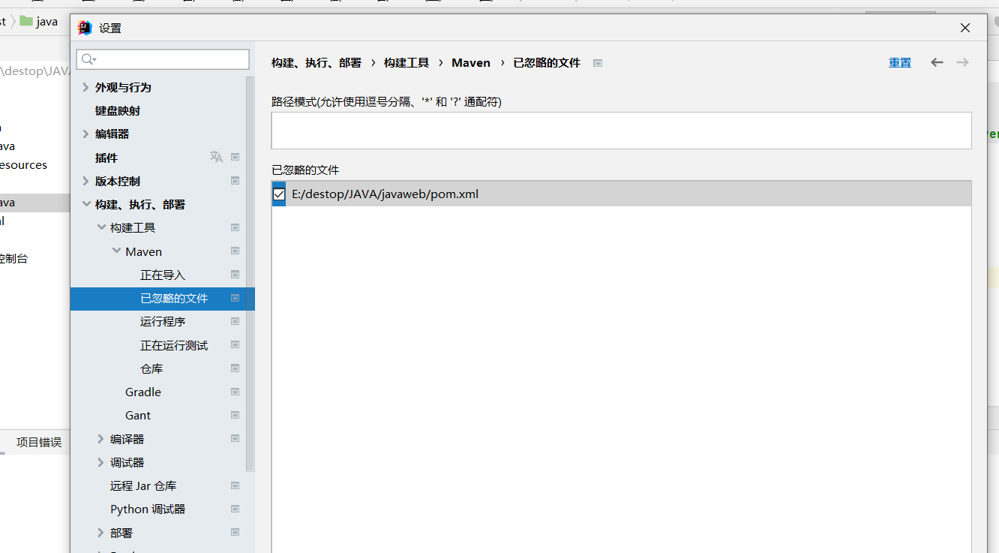 java
设置
\destop\JAVA
构建、执行、部署 › 构建工具 › Maven › 已忽略的文件
重置
外观与行为
路径模式(允许使用逗号分隔、'*' 和 '?' 通配符)
键盘映射
编辑器
插件
esources
已忽略的文件
版本控制
E:/destop/JAVA/javaweb/pom.xml
构建、执行、部署
构建工具
Maven
控制台
正在导入
已忽略的文件
运行程序
正在运行测试
仓库
Gradle
Gant
编译器
项目错误
调试器
远程 Jar 仓库
Python 调试器
部署